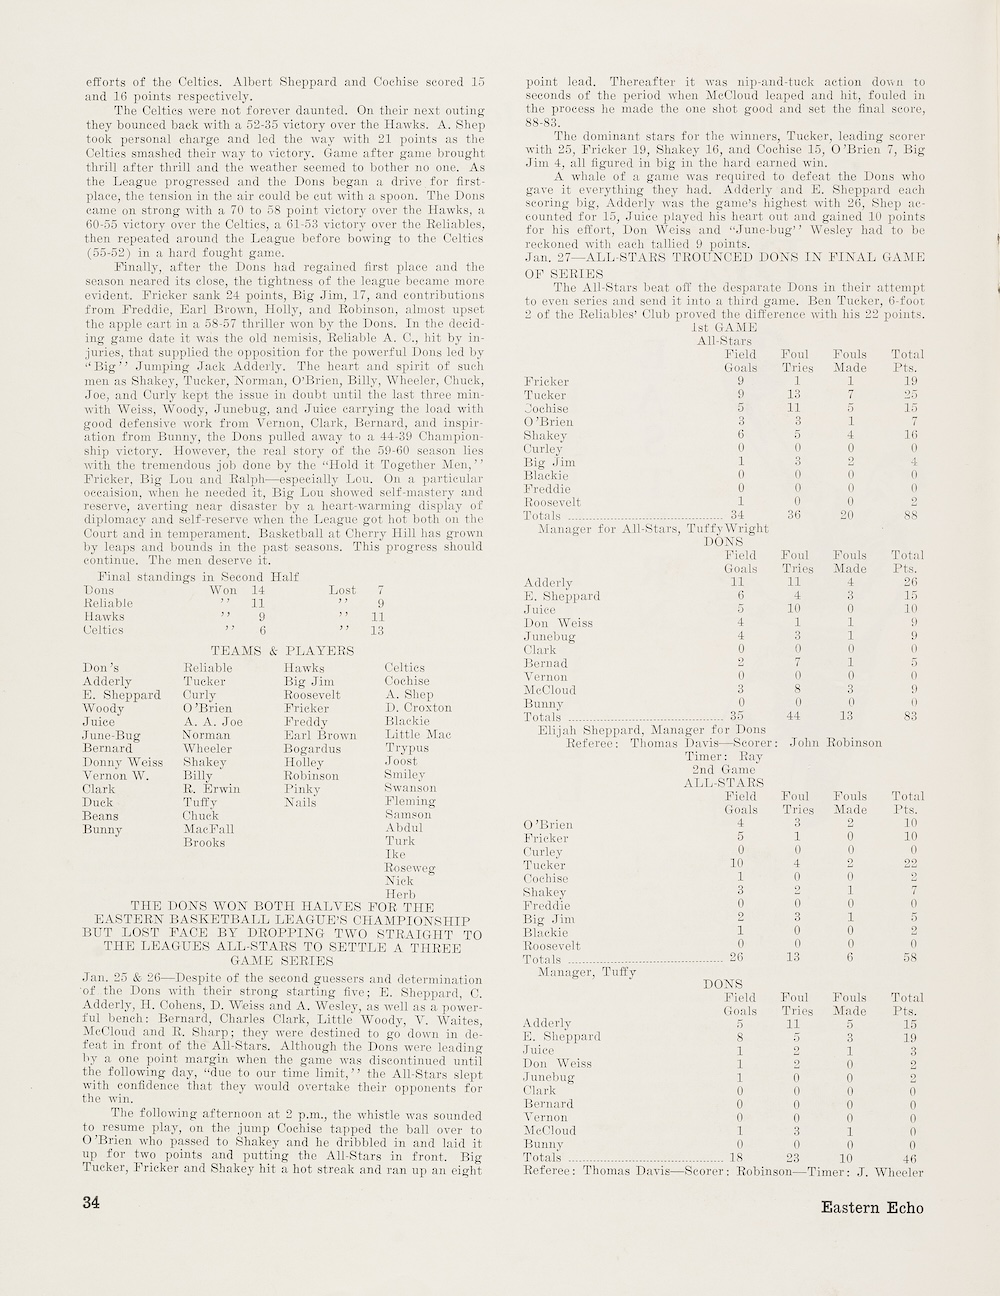 efforts of the Celtics. Albert Sheppard and Cochise scored 15
and 16 points respectively.
The Celtics were not forever daunted. On their next outing
they bounced back with a 52-35 victory over the Hawks. A. Shep
took personal charge and led the way with 21 points as the
Celtics smashed their way to victory. Game after game brought
thrill after thrill and the weather seemed to bother no one. As
the League progressed and the Dons began a drive for first-
place, the tension in the air could be cut with a spoon. The Dons
came on strong with a 70 to 58 point victory over the Hawks, a
60-55 victory over the Celtics, a 61-53 victory over the Reliables,
then repeated around the League before bowing to the Celtics
(55-52) in a hard fought game.
Finally, after the Dons had regained first place and the
season neared its close, the tightness of the league became more
evident. Fricker sank 24 points, Big Jim, 17, and contributions
from Freddie, Earl Brown, Holly, and Robinson, almost upset
the apple cart in a 58-57 thriller won by the Dons. In the decid-
ing game date it was the old nemisis, Reliable A. C., hit by in-
juries, that supplied the opposition for the powerful Dons led by
"Big" Jumping Jack Adderly. The heart and spirit of such
men as Shakey, Tucker, Norman, O'Brien, Billy, Wheeler, Chuck,
Joe, and Curly kept the issue in doubt until the last three min-
with Weiss, Woody, Junebug, and Juice carrying the load with
good defensive work from Vernon, Clark, Bernard, and inspir-
ation from Bunny, the Dons pulled away to a 44-39 Champion-
ship victory. However, the real story of the 59-60 season lies
with the tremendous job done by the "Hold it Together Men,"
Fricker, Big Lou and Ralph—especially Lou. On a particular
occaision, when he needed it, Big Lou showed self-mastery and
reserve, averting near disaster by a heart-warming display of
diplomacy and self-reserve when the League got hot both on the
Court and in temperament. Basketball at Cherry Hill has grown
by leaps and bounds in the past seasons. This progress should
continue. The men deserve it.
Final standings in Second Half
Dons Won 14 Lost 7
Reliable " 11 " 9
Hawks " 9 " 11
Celtics " 6 " 13
TEAMS & PLAYERS
Don's Reliable Hawks Celtics
Adderly Tucker Big Jim Cochise
E. Sheppard Curly Roosevelt A. Shep
Woody O'Brien Fricker D. Croxton
Juice A. A. Joe Freddy Blackie
June-Bug Norman Earl Brown Little Mac
Bernard Wheeler Bogardus Trypus
Donny Weiss Shakey Holley Joost
Vernon W. Billy Robinson Smiley
Clark R. Erwin Pinky Swanson
Duck Tuffy Nails Fleming
Beans Chuck Samson
Bunny MacFall Abdul
Brooks Turk
Ike
Roseweg
Nick
Herb
THE DONS WON BOTH HALVES FOR THE
EASTERN BASKETBALL LEAGUE'S CHAMPIONSHIP
BUT LOST FACE BY DROPPING TWO STRAIGHT TO
THE LEAGUES ALL-STARS TO SETTLE A THREE
GAME SERIES
Jan. 25 & 26—Despite of the second guessers and determination
of the Dons with their strong starting five; E. Sheppard, C.
Adderly, H. Cohens, D. Weiss and A. Wesley, as well as a power-
ful bench: Bernard, Charles Clark, Little Woody, V. Waites,
McCloud and R. Sharp; they were destined to go down in de-
feat in front of the All-Stars. Although the Dons were leading
by a one point margin when the game was discontinued until
the following day, "due to our time limit," the All-Stars slept
with confidence that they would overtake their opponents for
the win.
The following afternoon at 2 p.m., the whistle was sounded
to resume play, on the jump Cochise tapped the ball over to
O'Brien who passed to Shakey and he dribbled in and laid it
up for two points and putting the All-Stars in front. Big
Tucker, Fricker and Shakey hit a hot streak and ran up an eight
point lead. Thereafter it was nip-and-tuck action down to
seconds of the period when McCloud leaped and hit, fouled in
the process he made the one shot good and set the final score,
88-83.
The dominant stars for the winners, Tucker, leading scorer
with 25, Fricker 19, Shakey 16, and Cochise 15, O'Brien 7, Big
Jim 4, all figured in big in the hard earned win.
A whale of a game was required to defeat the Dons who
gave it everything they had. Adderly and E. Sheppard each
scoring big, Adderly was the game's highest with 26, Shep ac-
counted for 15, Juice played his heart out and gained 10 points
for his effort, Don Weiss and "June-bug" Wesley had to be
reckoned with each tallied 9 points.
Jan. 27—ALL-STARS TROUNCED DONS IN FINAL GAME
OF SERIES
The All-Stars beat off the desparate Dons in their attempt
to even series and send it into a third game. Ben Tucker, 6-foot
2 of the Reliables' Club proved the difference with his 22 points.
1st GAME
All-Stars
Field Foul Fouls Total
Goals Tries Made Pts.
Fricker 9 1 1 19
Tucker 9 13 7 25
Cochise 5 11 5 15
O'Brien 3 3 1 7
Shakey 6 5 4 16
Curley 0 0 0 0
Big Jim 1 3 2 4
Blackie 0 0 0 0
Freddie 0 0 0 0
Roosevelt 1 0 0 2
Totals ........ 34 36 20 88
Manager for All-Stars, Tuffy Wright
DONS
Field Foul Fouls Total
Goals Tries Made Pts.
Adderly 11 11 4 26
E. Sheppard 6 4 3 15
Juice 5 10 0 10
Don Weiss 4 1 1 9
Junebug 4 3 1 9
Clark 0 0 0 0
Bernad 2 7 1 5
Vernon 0 0 0 0
McCloud 3 8 3 9
Bunny 0 0 0 0
Totals ........ 35 44 13 83
Elijah Sheppard, Manager for Dons
Referee: Thomas Davis—Scorer: John Robinson
Timer: Ray
2nd Game
ALL-STARS
Field Foul Fouls Total
Goals Tries Made Pts.
O'Brien 4 3 2 10
Fricker 5 1 0 10
Curley 0 0 0 0
Tucker 10 4 2 22
Cochise 1 0 0 2
Shakey 3 2 1 7
Freddie 0 0 0 0
Big Jim 2 3 1 5
Blackie 1 0 0 2
Roosevelt 0 0 0 0
Totals ........ 26 13 6 58
Manager, Tuffy
DONS
Field Foul Fouls Total
Goals Tries Made Pts.
Adderly 5 11 5 15
E. Sheppard 8 5 3 19
Juice 1 2 1 3
Don Weiss 1 2 0 2
Junebug 1 0 0 2
Clark 0 0 0 0
Bernard 0 0 0 0
Vernon 0 0 0 0
McCloud 1 3 1 0
Bunny 0 0 0 0
Totals ........ 18 23 10 46
Referee: Thomas Davis—Scorer: Robinson—Timer: J. Wheeler
34
Eastern Echo